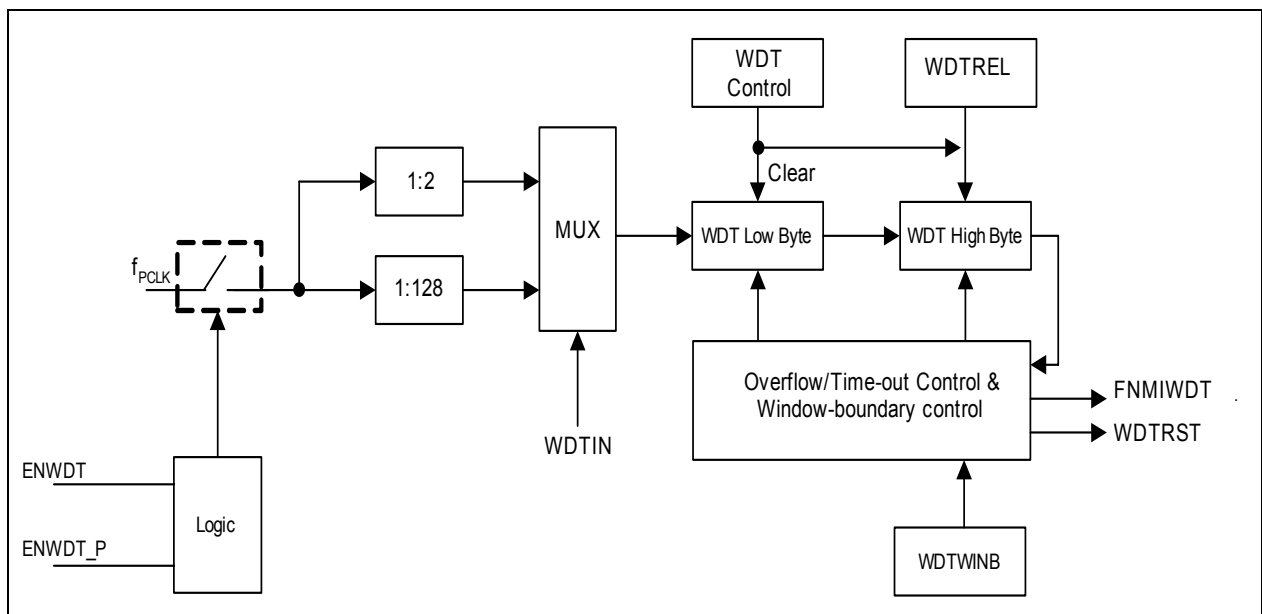 WDT
Control
WDTREL
Clear
1:2
MUX
WDT Low Byte
WDT High Byte
fPCLK
1:128
Overflow/Time-out Control &
Window-boundary control
FNMIWDT
WDTRST
WDTIN
ENWDT
Logic
ENWDT_P
WDTWINB